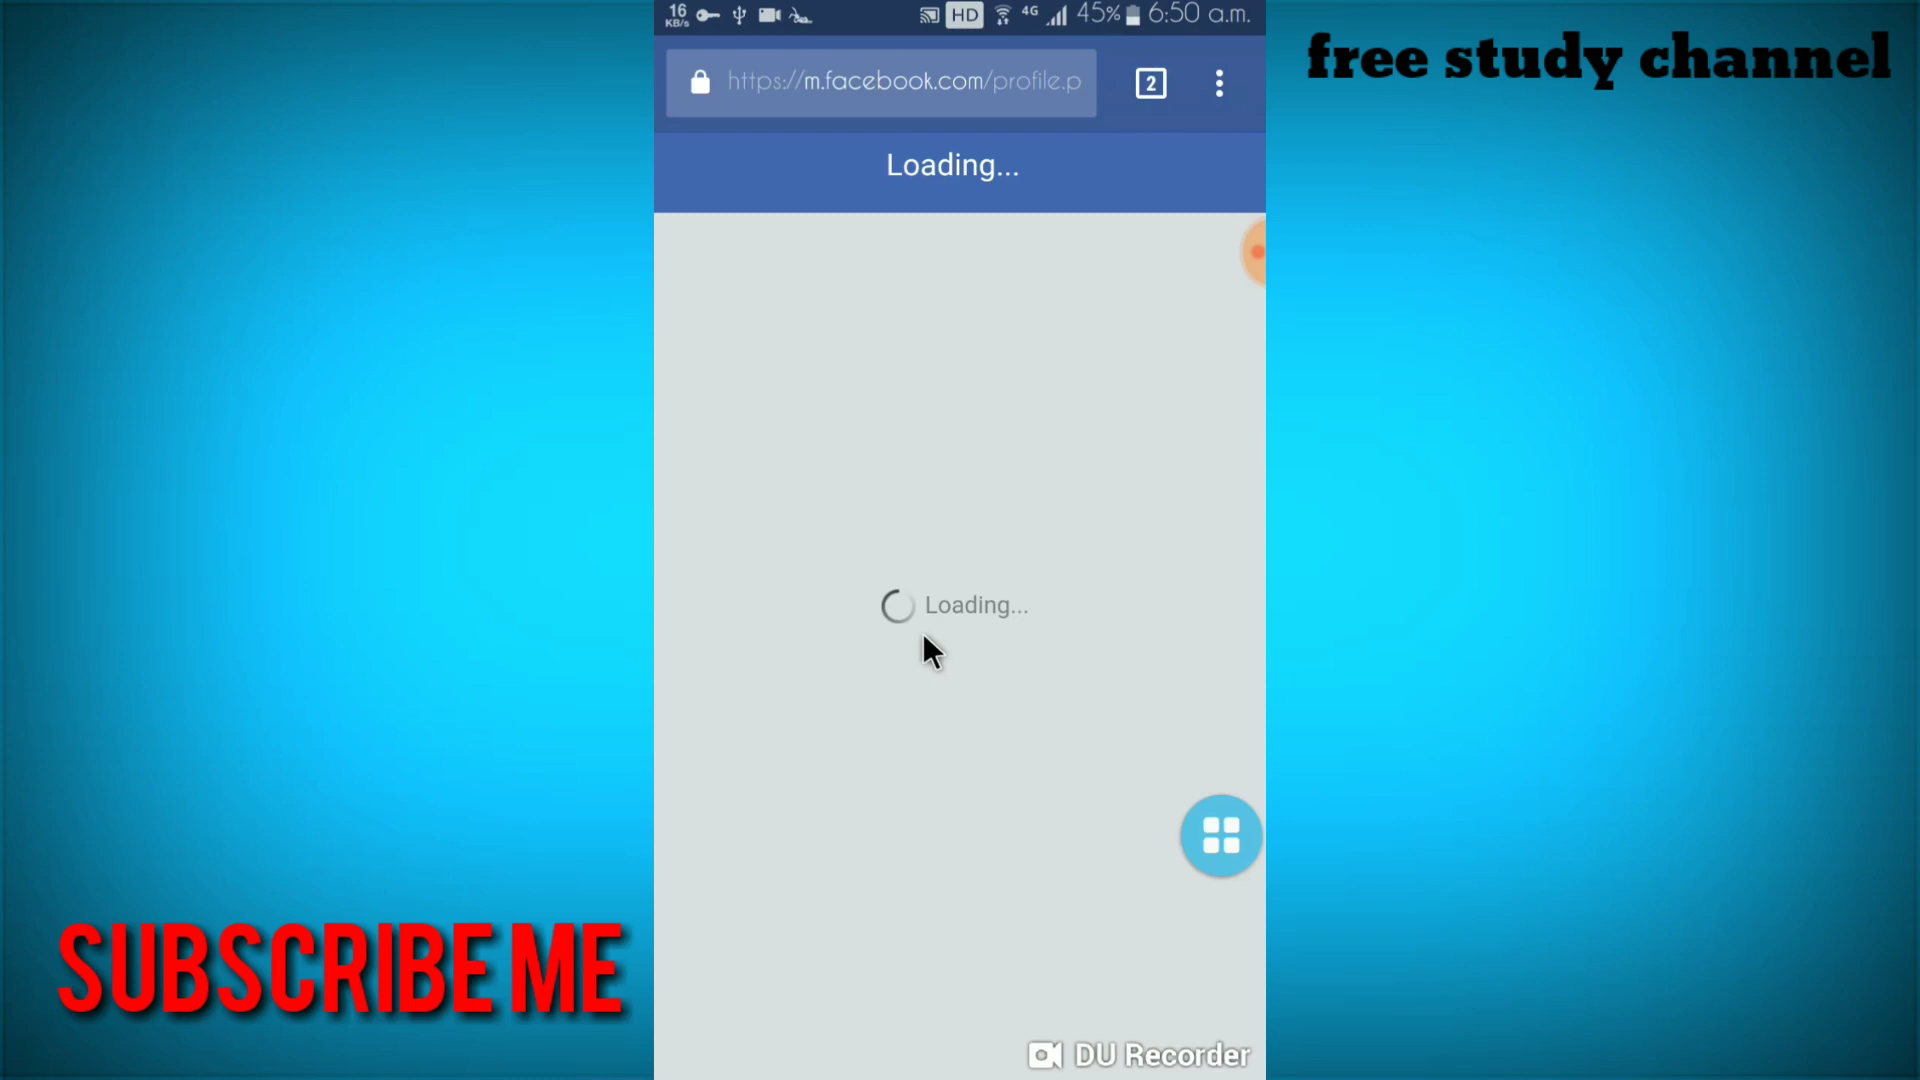 16 KB/s HD 4G 45% 6:50 a.m.
free study channel
https://m.facebook.com/profile.p
2
Loading...
Loading...
SUBSCRIBE ME
DU Recorder